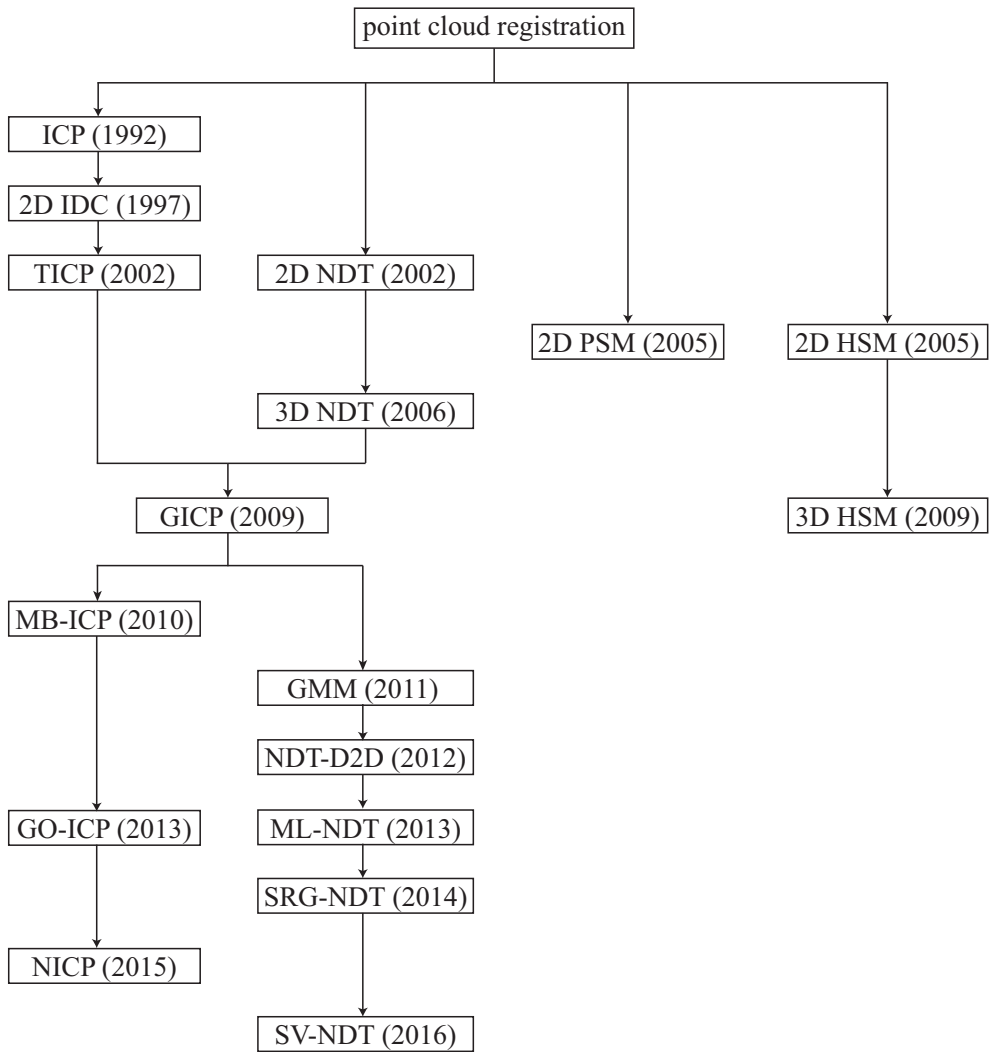 point cloud registration
ICP (1992)
2D IDC (1997)
TICP (2002)
2D NDT (2002)
2D PSM (2005)
2D HSM (2005)
3D NDT (2006)
GICP (2009)
3D HSM (2009)
MB-ICP (2010)
GMM (2011)
NDT-D2D (2012)
GO-ICP (2013)
ML-NDT (2013)
SRG-NDT (2014)
NICP (2015)
SV-NDT (2016)